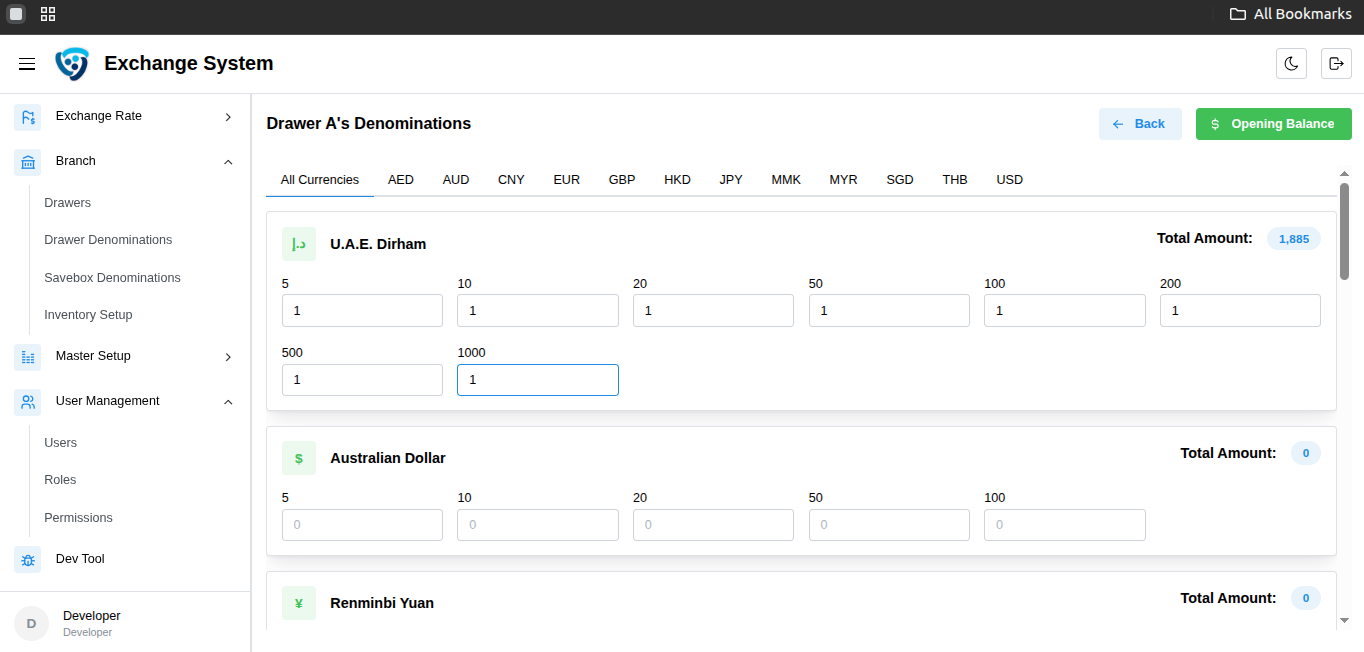 All Bookmarks
Exchange System
Exchange Rate
Branch
Drawers
Drawer Denominations
Savebox Denominations
Inventory Setup
Master Setup
User Management
Users
Roles
Permissions
Dev Tool
D
Developer
Developer
Drawer A's Denominations
Back
$ Opening Balance
All Currencies AED AUD CNY EUR GBP HKD JPY MMK MYR SGD THB USD
د.إ U.A.E. Dirham Total Amount: 1,885
5 10 20 50 100 200
1 1 1 1 1 1
500 1000
1 1
$ Australian Dollar Total Amount: 0
5 10 20 50 100
0 0 0 0 0
¥ Renminbi Yuan Total Amount: 0